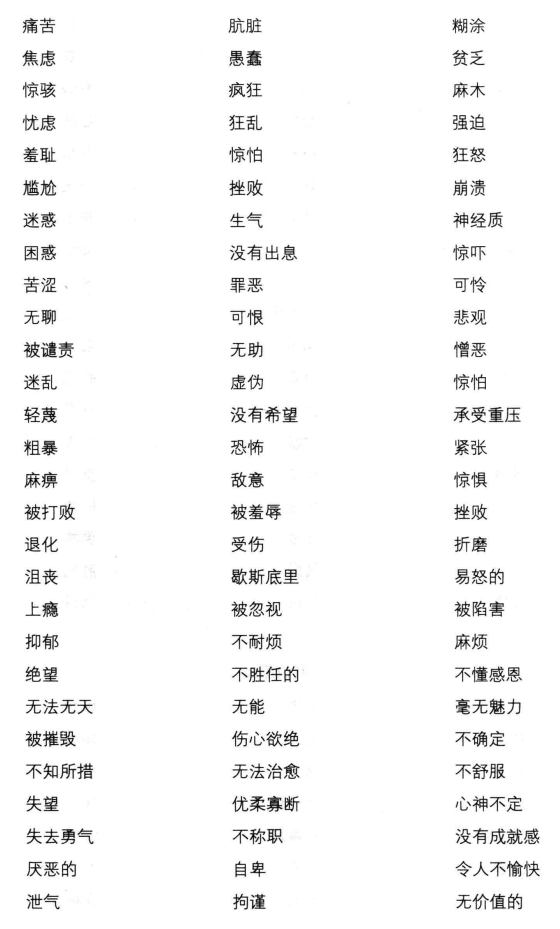 痛苦 肮脏 糊涂
焦虑 愚蠢 贫乏
惊骇 疯狂 麻木
忧虑 狂乱 强迫
羞耻 惊怕 狂怒
尴尬 挫败 崩溃
迷惑 生气 神经质
困惑 没有出息 惊吓
苦涩 罪恶 可怜
无聊 可恨 悲观
被谴责 无助 憎恶
迷乱 虚伪 惊怕
轻蔑 没有希望 承受重压
粗暴 恐怖 紧张
麻痹 敌意 惊惧
被打败 被羞辱 挫败
退化 受伤 折磨
沮丧 歇斯底里 易怒的
上瘾 被忽视 被陷害
抑郁 不耐烦 麻烦
绝望 不胜任的 不懂感恩
无法无天 无能 毫无魅力
被摧毁 伤心欲绝 不确定
不知所措 无法治愈 不舒服
失望 优柔寡断 心神不定
失去勇气 不称职 没有成就感
厌恶的 自卑 令人不愉快
泄气 拘谨 无价值的